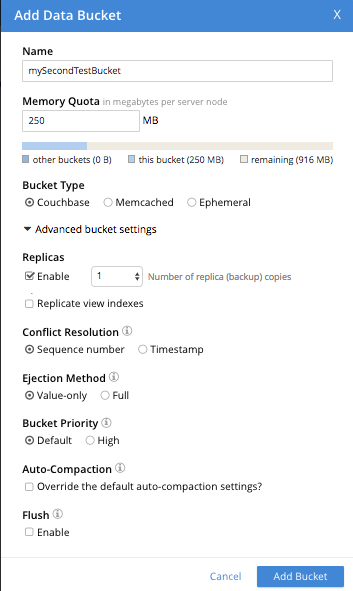 Add Data Bucket X
Name
mySecondTestBucket
Memory Quota in megabytes per server node
250 MB
other buckets (0 B) this bucket (250 MB) remaining (916 MB)
Bucket Type
Couchbase Memcached Ephemeral
Advanced bucket settings
Replicas
Enable 1 Number of replica (backup) copies
Replicate view indexes
Conflict Resolution
Sequence number Timestamp
Ejection Method
Value-only Full
Bucket Priority
Default High
Auto-Compaction
Override the default auto-compaction settings?
Flush
Enable
Cancel Add Bucket